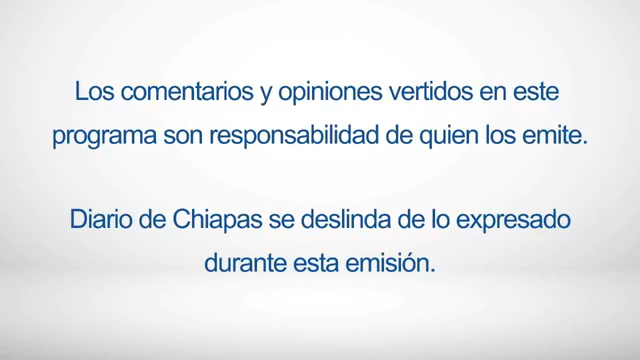 Los comentarios y opiniones vertidos en este
programa son responsabilidad de quien los emite.
Diario de Chiapas se deslinda de lo expresado
durante esta emisión.